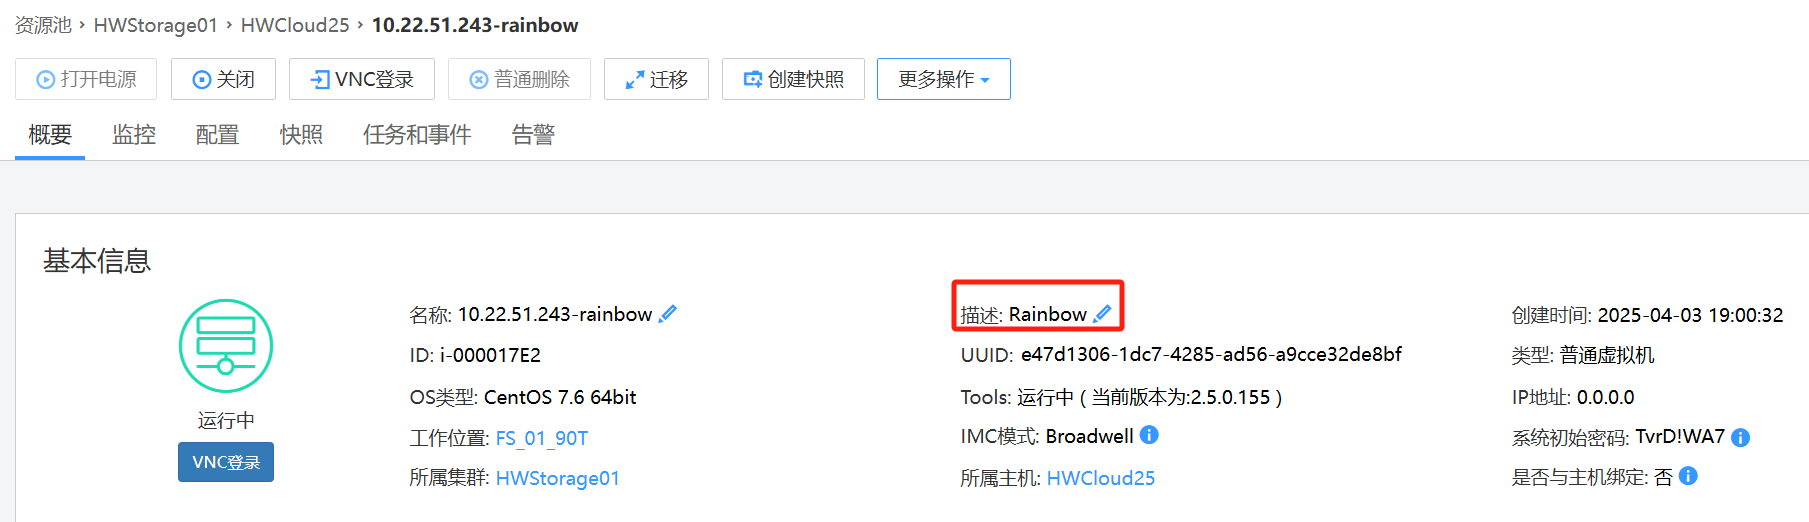 资源池 › HWStorage01 › HWCloud25 › 10.22.51.243-rainbow
打开电源 关闭 VNC登录 普通删除 迁移 创建快照 更多操作
概要 监控 配置 快照 任务和事件 告警
基本信息
运行中
VNC登录
名称: 10.22.51.243-rainbow
ID: i-000017E2
OS类型: CentOS 7.6 64bit
工作位置: FS_01_90T
所属集群: HWStorage01
描述: Rainbow
UUID: e47d1306-1dc7-4285-ad56-a9cce32de8bf
Tools: 运行中 ( 当前版本为:2.5.0.155 )
IMC模式: Broadwell
所属主机: HWCloud25
创建时间: 2025-04-03 19:00:32
类型: 普通虚拟机
IP地址: 0.0.0.0
系统初始密码: TvrD!WA7
是否与主机绑定: 否